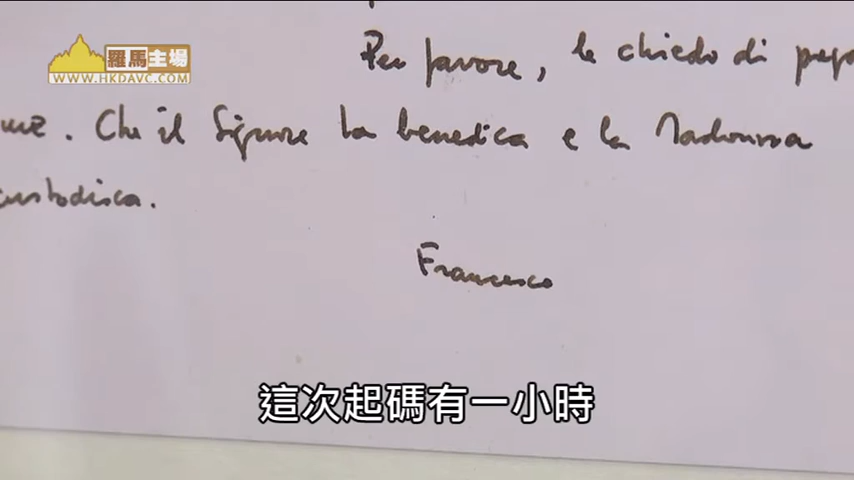 羅馬主場
WWW.HKDAVC.COM
Per favore, le chiedo di
me. Che il Signore la benedica e la Madonna
custodisca.
Francesco
這次起碼有一小時